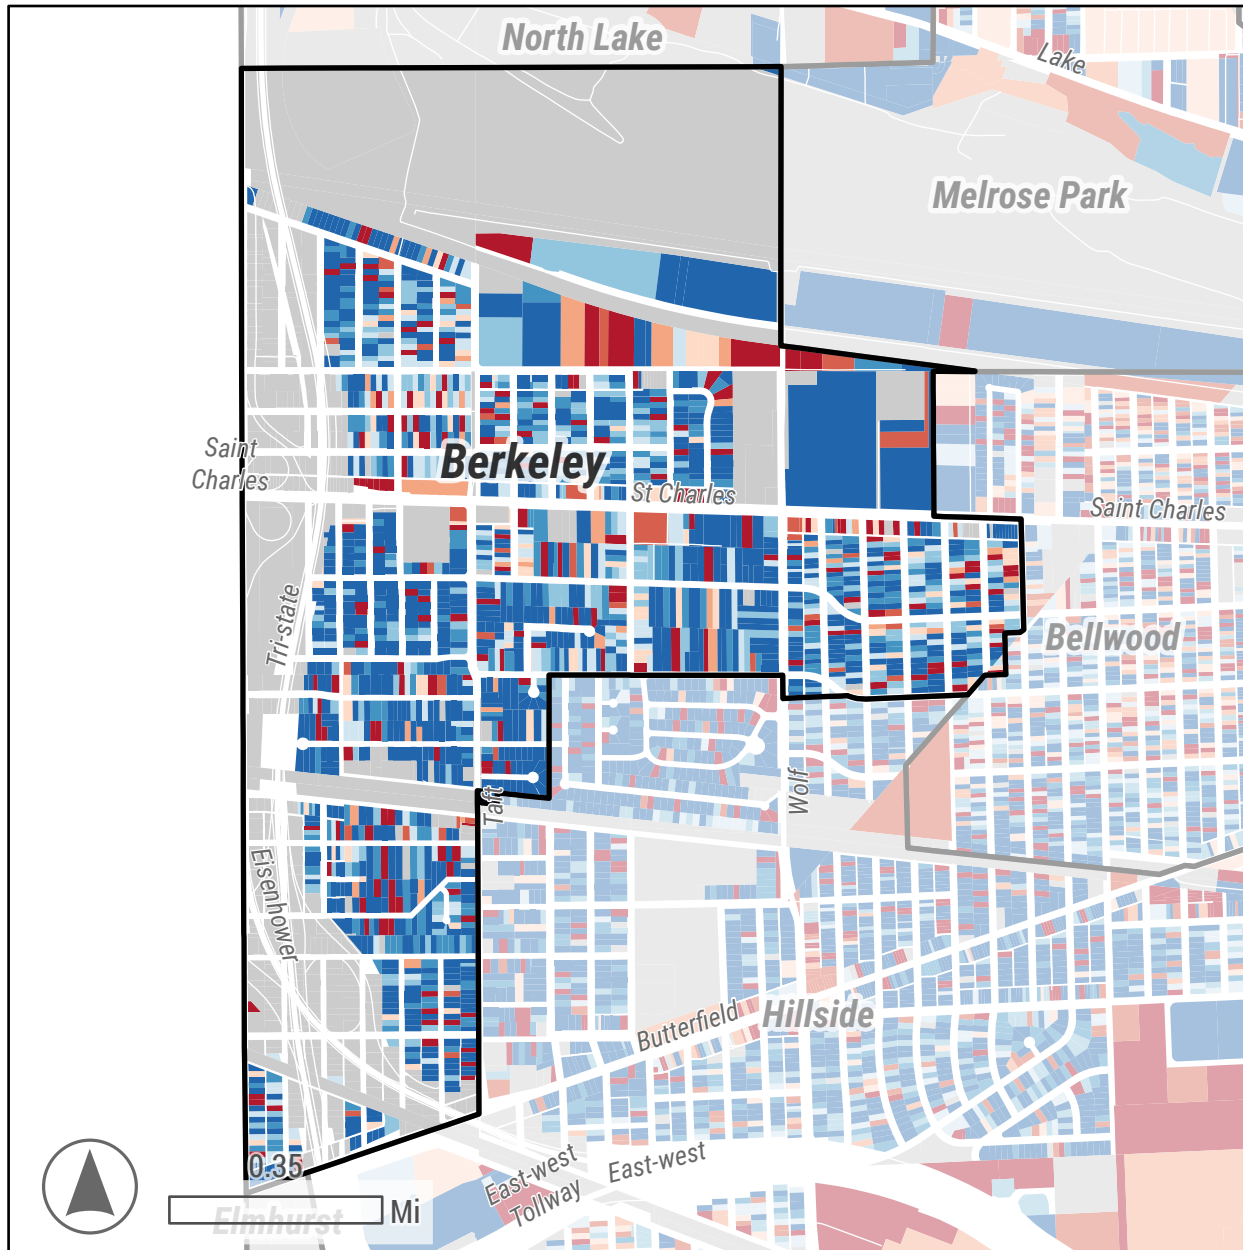 North Lake
Lake
Melrose Park
Saint
Charles
Berkeley
St Charles
Saint Charles
Tri-state
Bellwood
Taft
Wolf
Eisenhower
Butterfield
Hillside
0.35
East-west
Tollway
East-west
Elmhurst
Mi